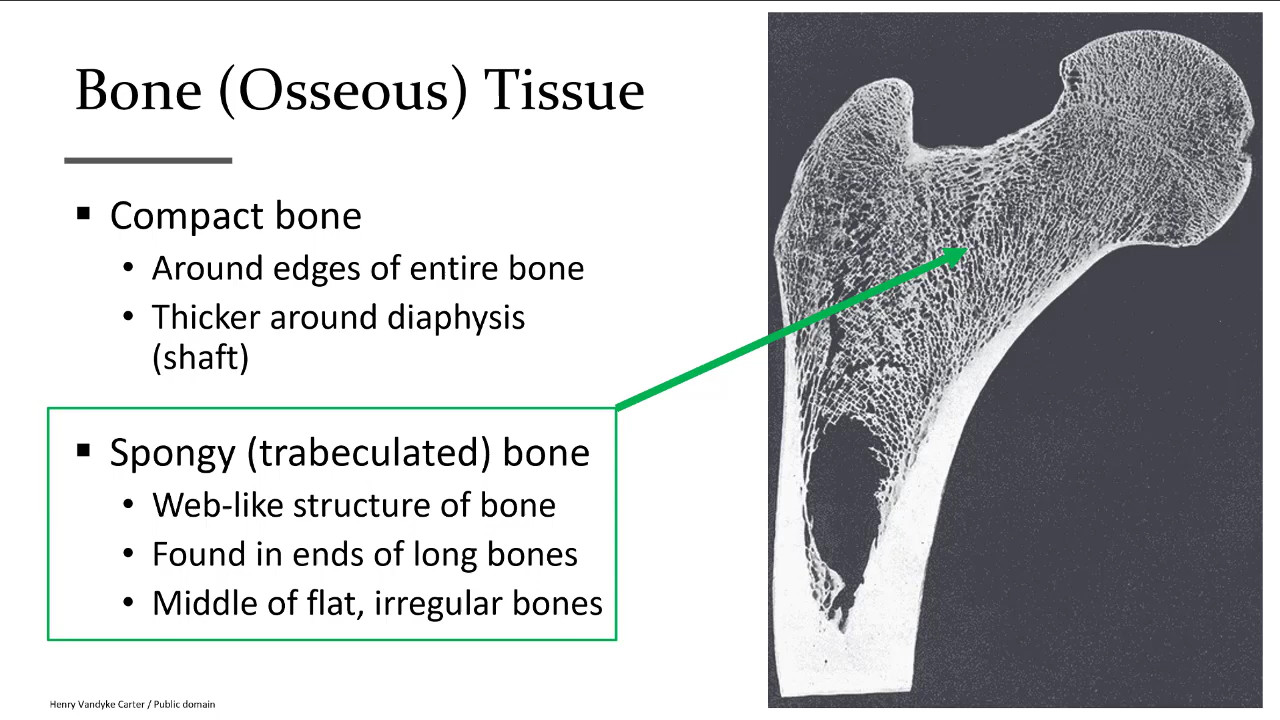 Bone (Osseous) Tissue
▪ Compact bone
• Around edges of entire bone
• Thicker around diaphysis
(shaft)
▪ Spongy (trabeculated) bone
• Web-like structure of bone
• Found in ends of long bones
• Middle of flat, irregular bones
Henry Vandyke Carter / Public domain